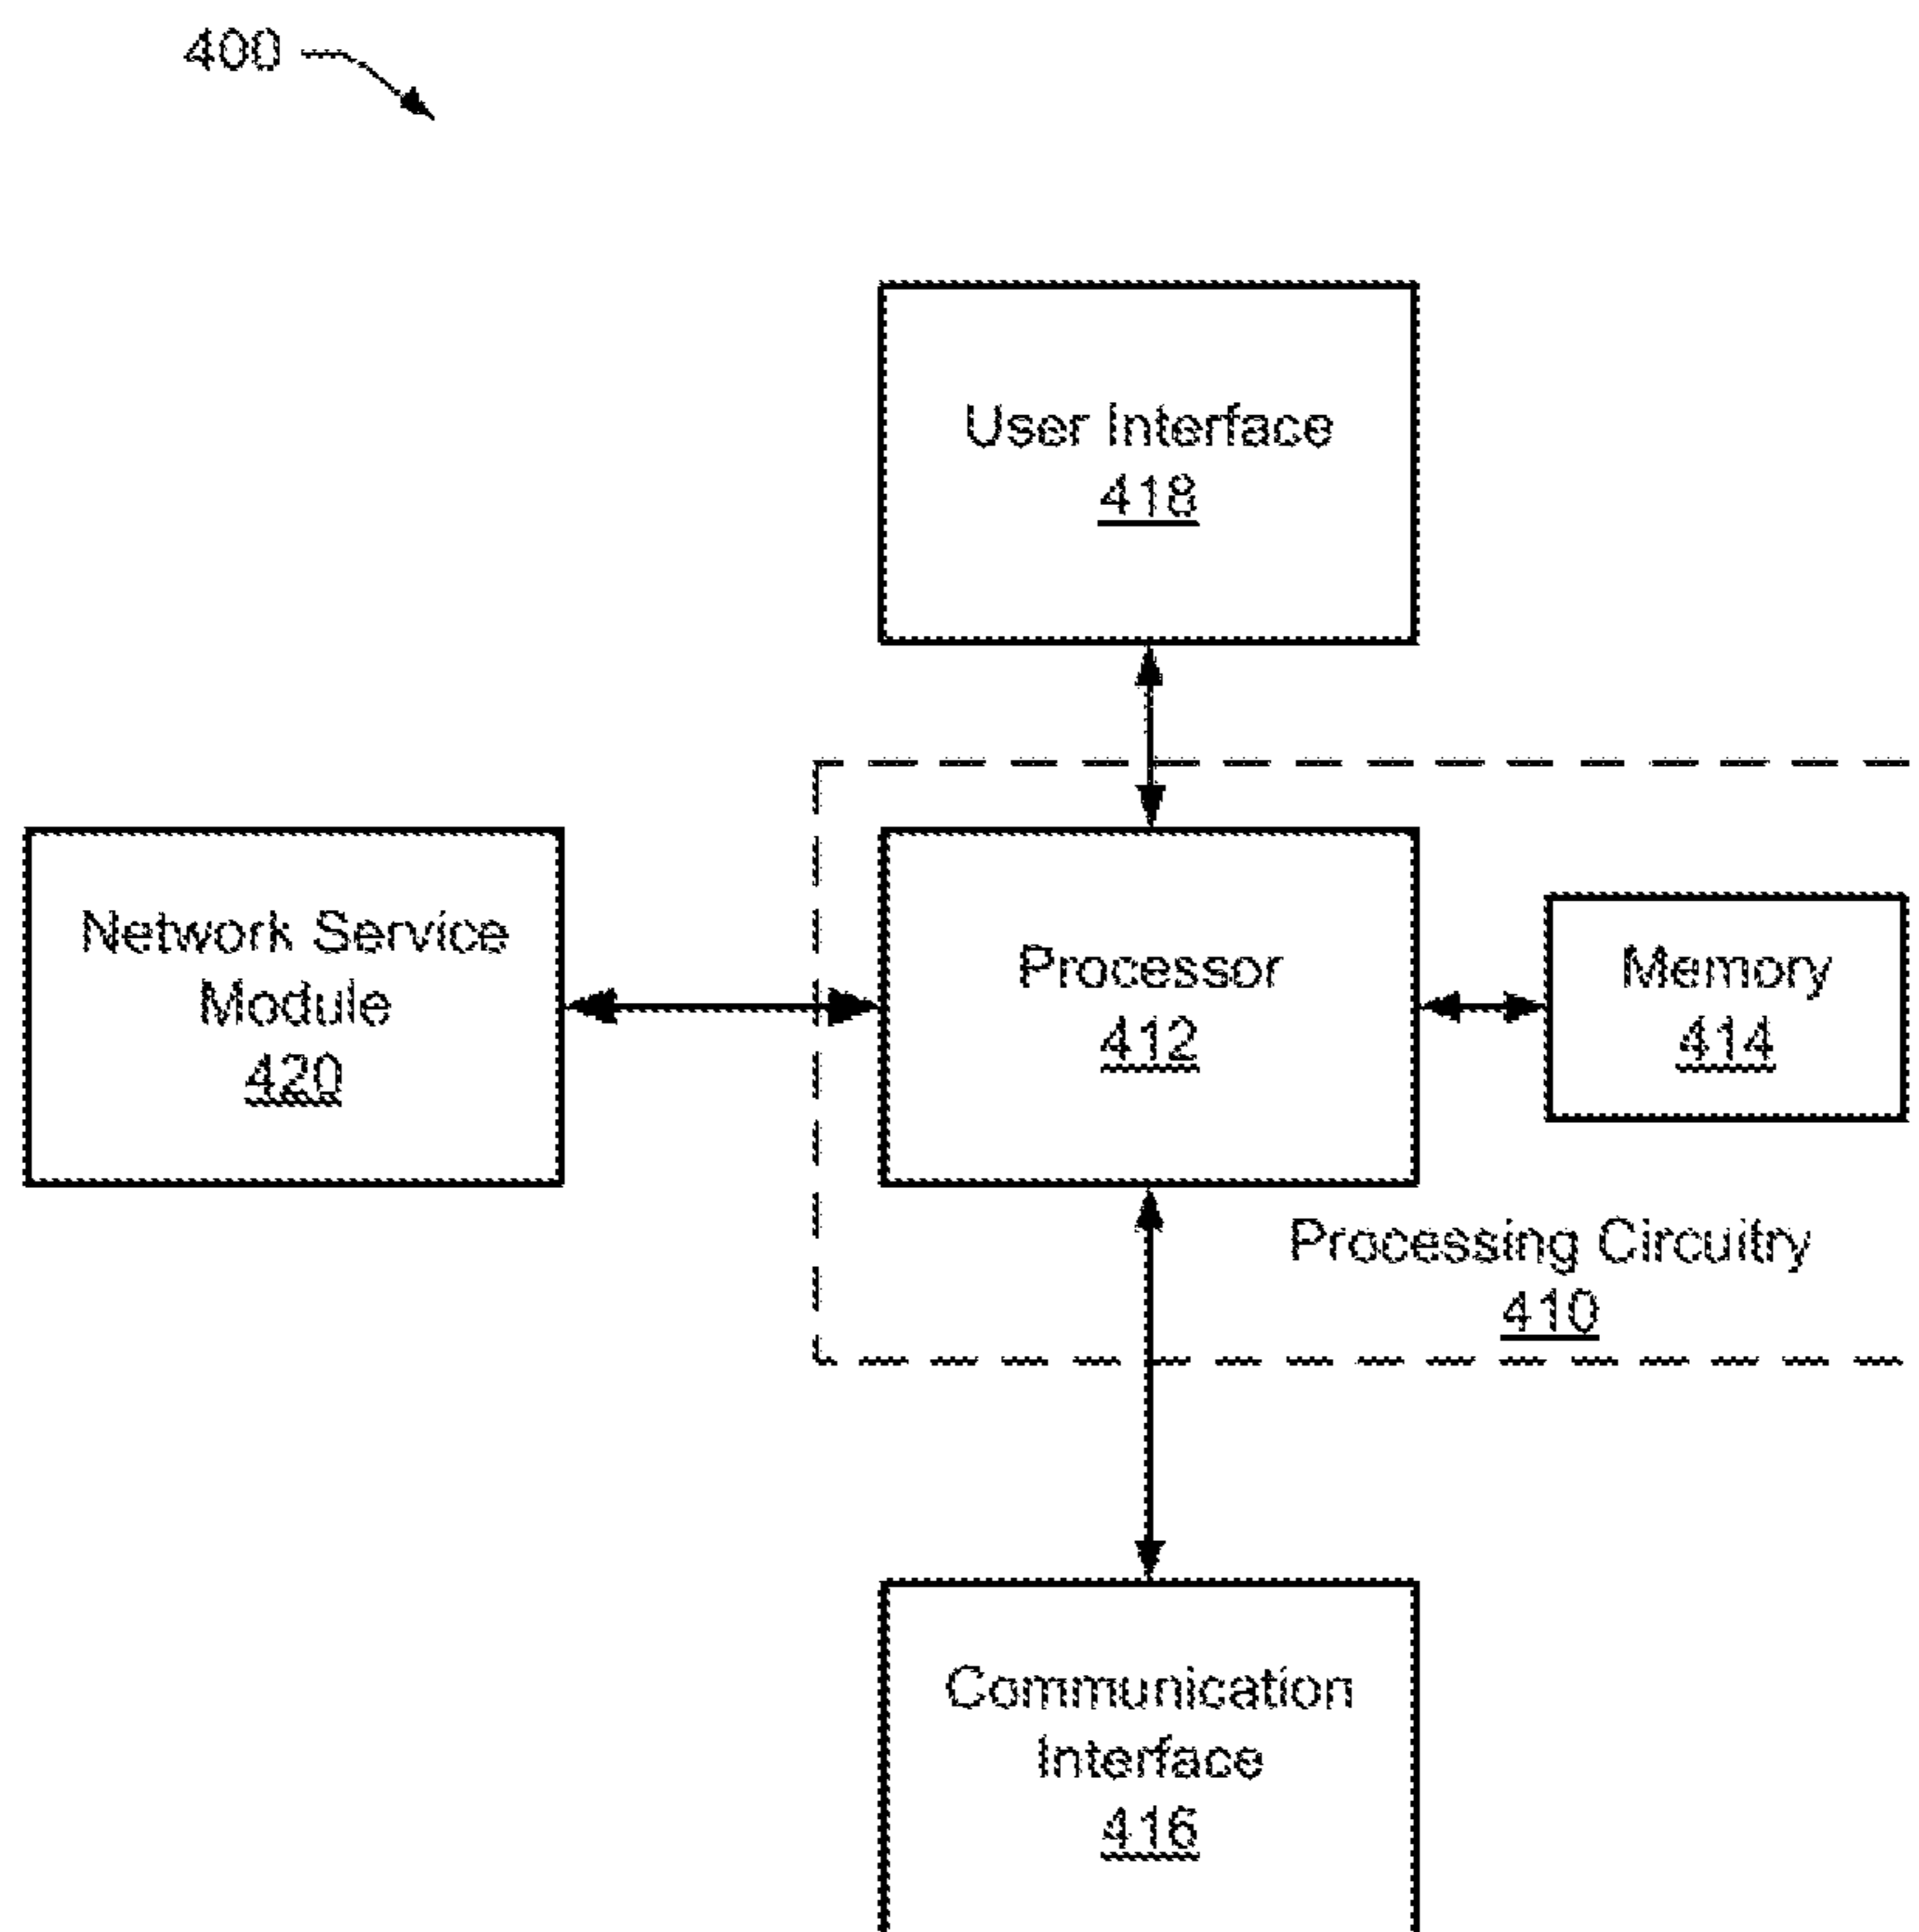 400
User Interface
418
Network Service
Module
420
Processor
412
Memory
414
Processing Circuitry
410
Communication
Interface
416